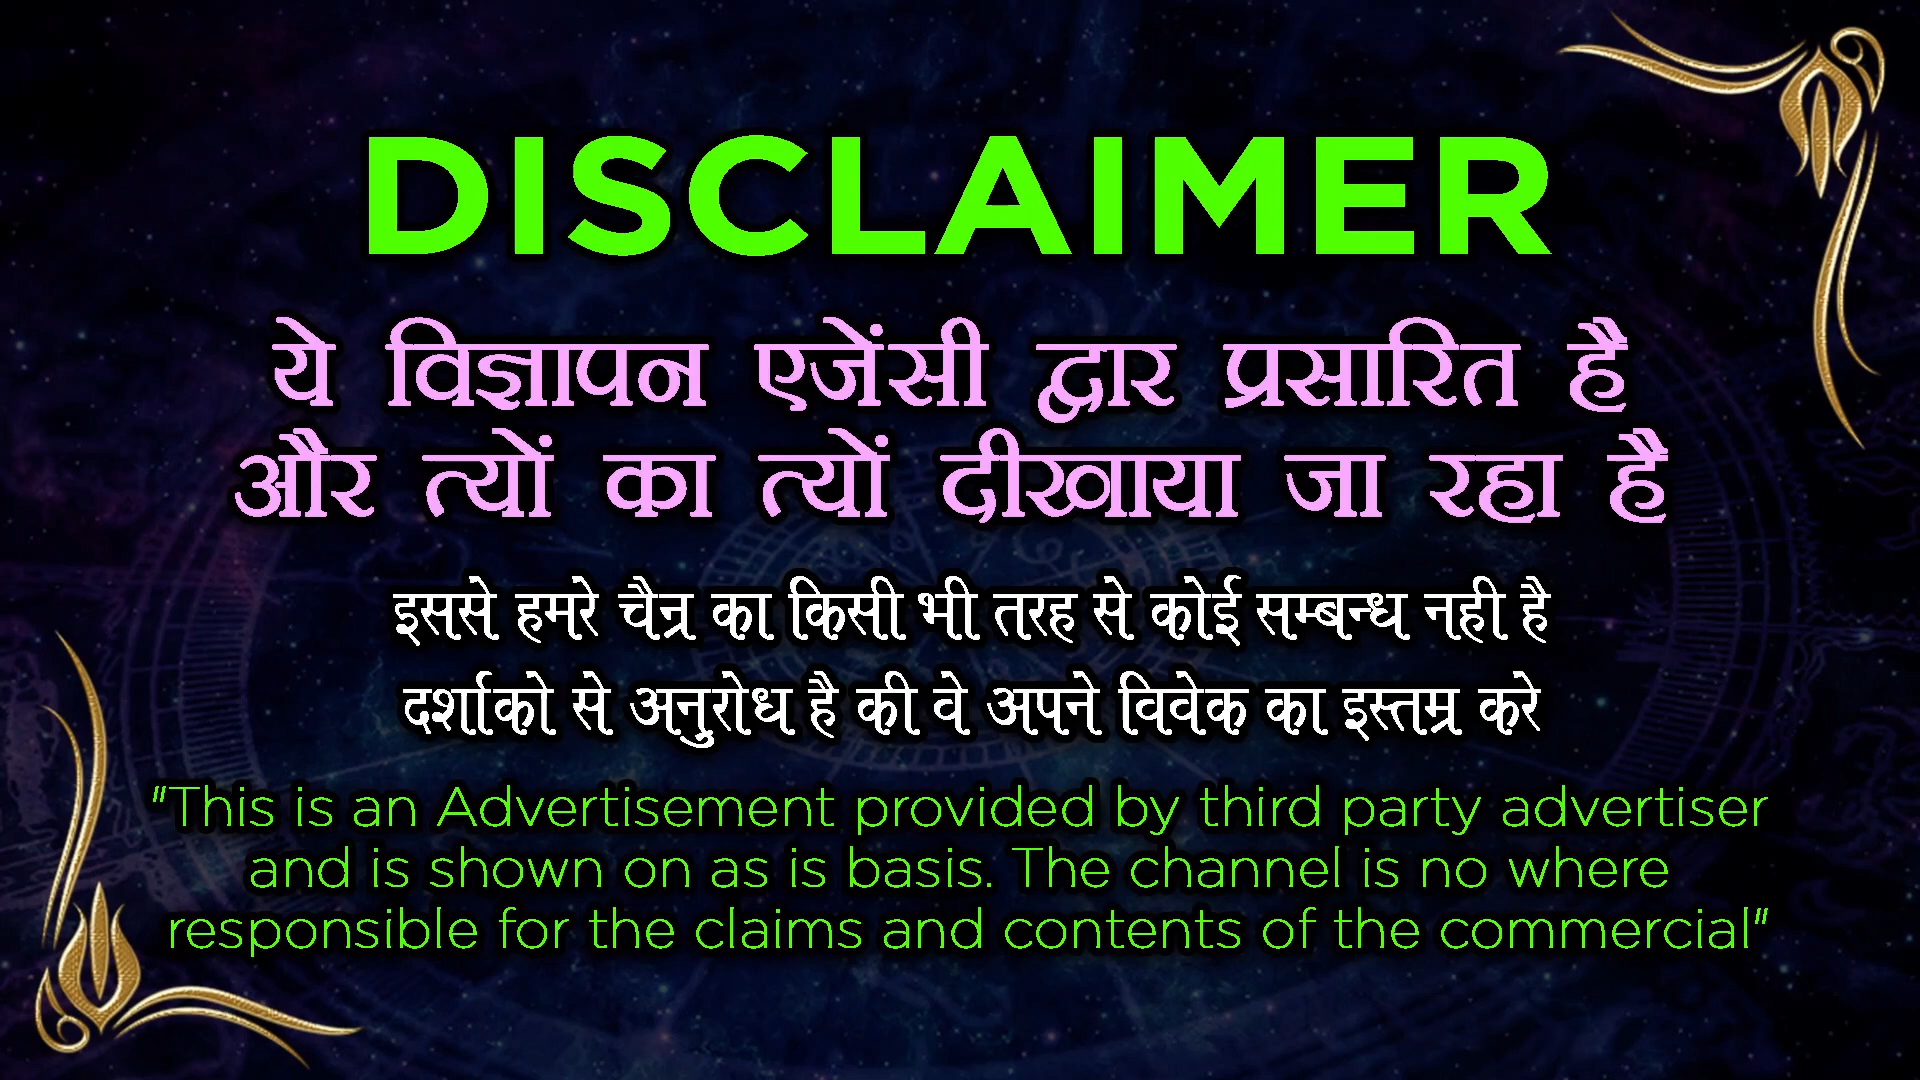 DISCLAIMER
ये विज्ञापन एजेंसी द्वार प्रसारित है
और त्यों का त्यों दीखाया जा रहा है
इससे हमरे चैन्र का किसी भी तरह से कोई सम्बन्ध नही है
दर्शाको से अनुरोध है की वे अपने विवेक का इस्तम्र करे
"This is an Advertisement provided by third party advertiser
and is shown on as is basis. The channel is no where
responsible for the claims and contents of the commercial"